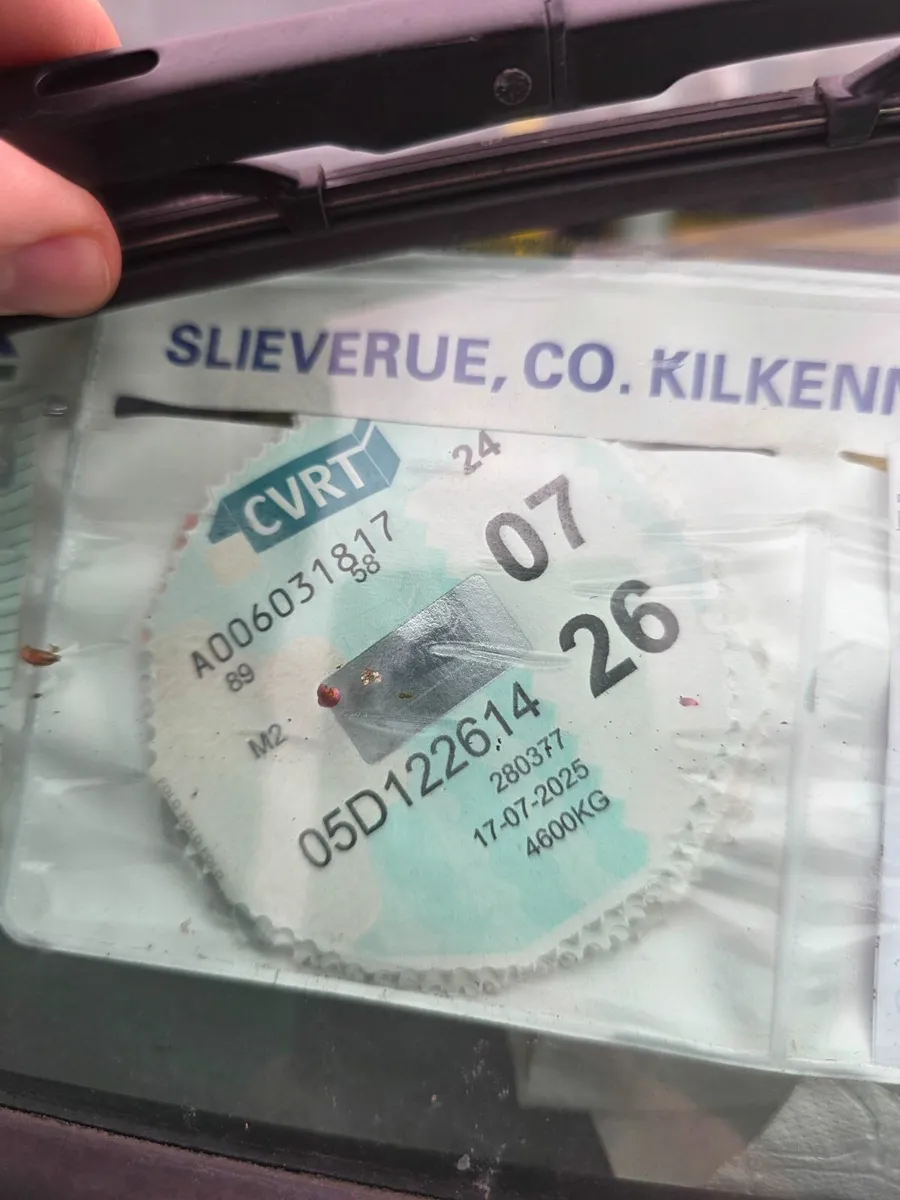 SLIEVERUE, CO. KILKENN
CVRT
24
A006031817
58
07
89
26
M2
05D122614
280377
17-07-2025
4600KG